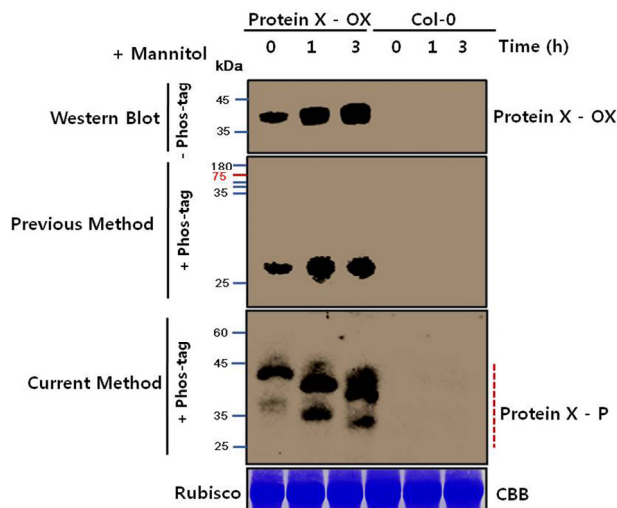 Protein X - OX Col-0
+ Mannitol 0 1 3 0 1 3 Time (h)
kDa
Western Blot - Phos-tag 45 35 Protein X - OX
Previous Method + Phos-tag 180 75 35 25
Current Method + Phos-tag 60 45 35 25 Protein X - P
Rubisco CBB